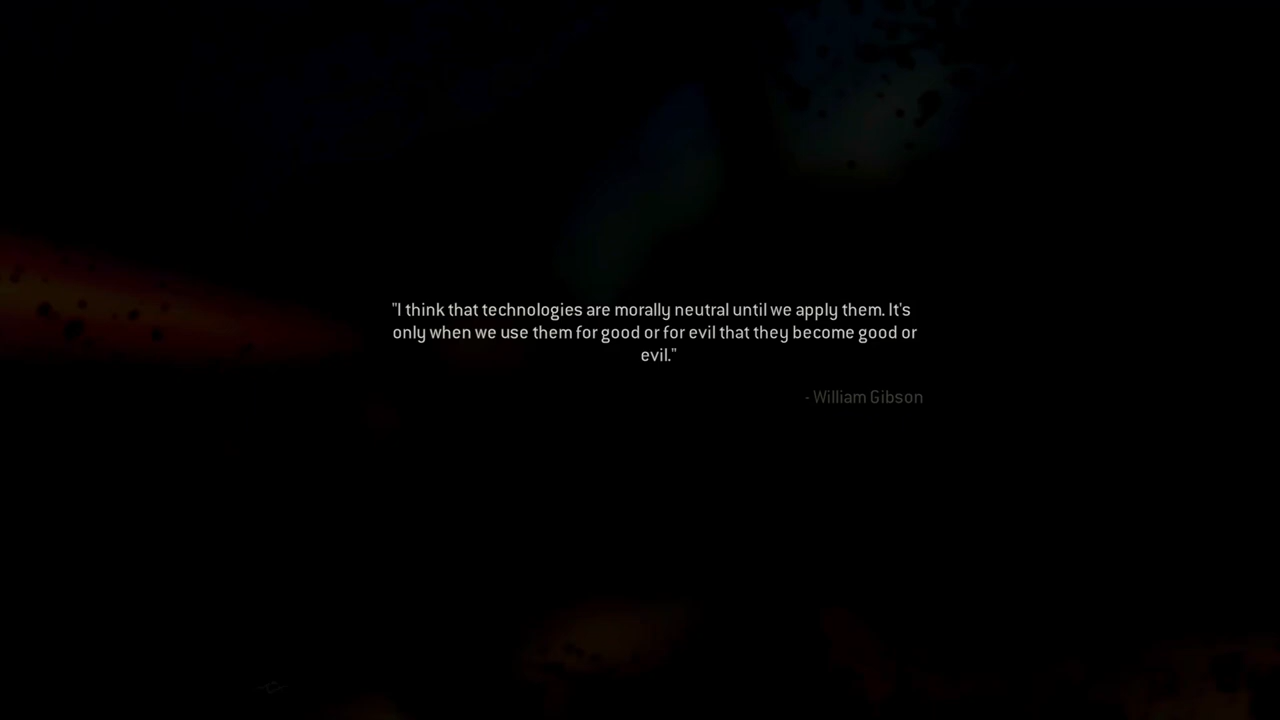 "I think that technologies are morally neutral until we apply them. It's
only when we use them for good or for evil that they become good or
evil."
- William Gibson